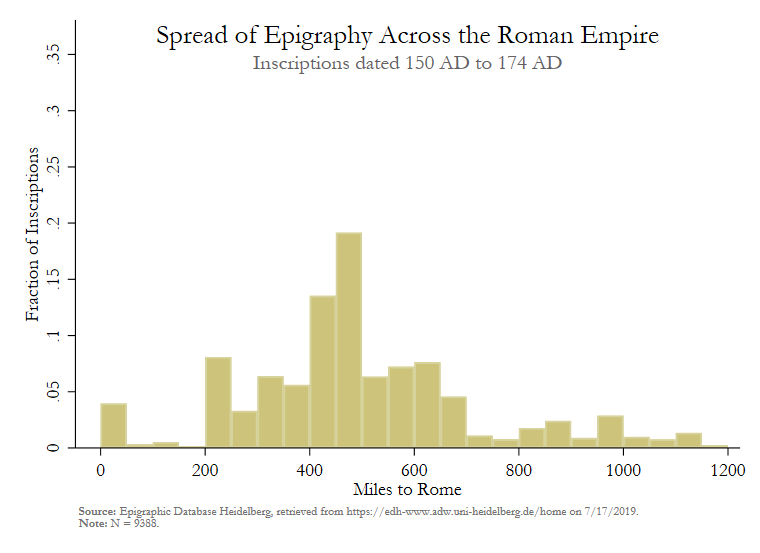 Spread of Epigraphy Across the Roman Empire
Inscriptions dated 150 AD to 174 AD
Fraction of Inscriptions
.35
.3
.25
.2
.15
.1
.05
0
0 200 400 600 800 1000 1200
Miles to Rome
Source: Epigraphic Database Heidelberg, retrieved from https://edh-www.adw.uni-heidelberg.de/home on 7/17/2019.
Note: N = 9388.